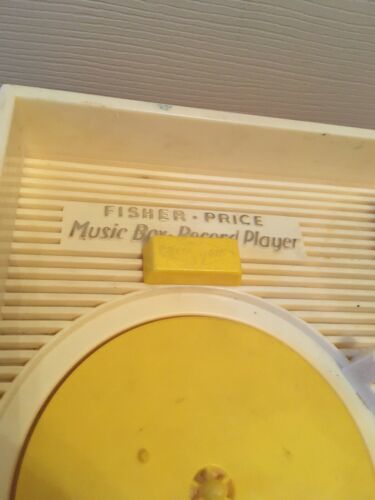 FISHER • PRICE
Music Box • Record Player